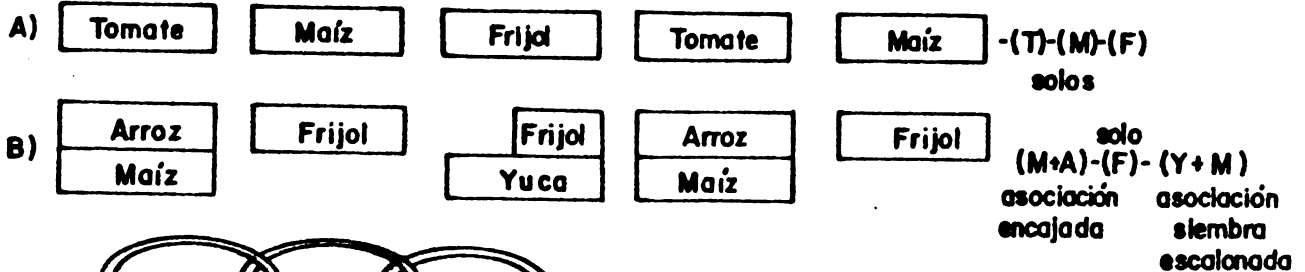 A) Tomate Maíz Frijol Tomate Maíz -(T)-(M)-(F)
solos
B) Arroz Frijol Frijol Arroz Frijol solo
Maíz Yuca Maíz (M+A)-(F)-(Y+M)
asociación asociación
encajada siembra
escalonada